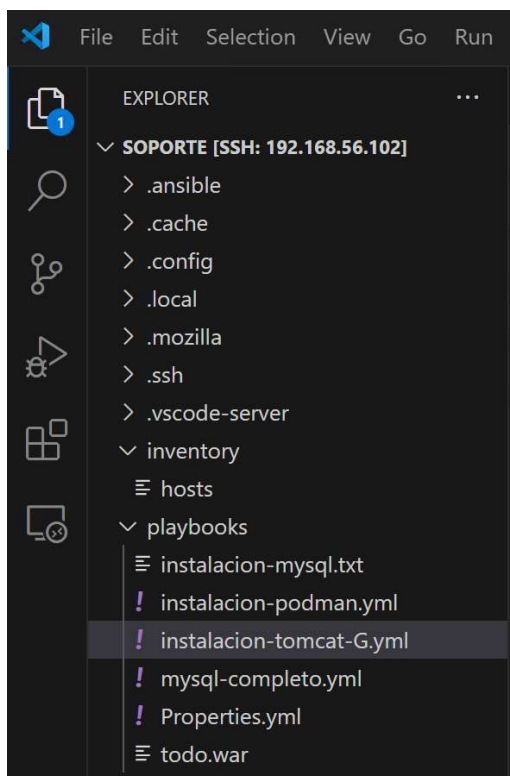 File Edit Selection View Go Run
EXPLORER ...
1
SOPORTE [SSH: 192.168.56.102]
> .ansible
> .cache
> .config
> .local
> .mozilla
> .ssh
> .vscode-server
inventory
hosts
playbooks
instalacion-mysql.txt
! instalacion-podman.yml
! instalacion-tomcat-G.yml
! mysql-completo.yml
! Properties.yml
todo.war